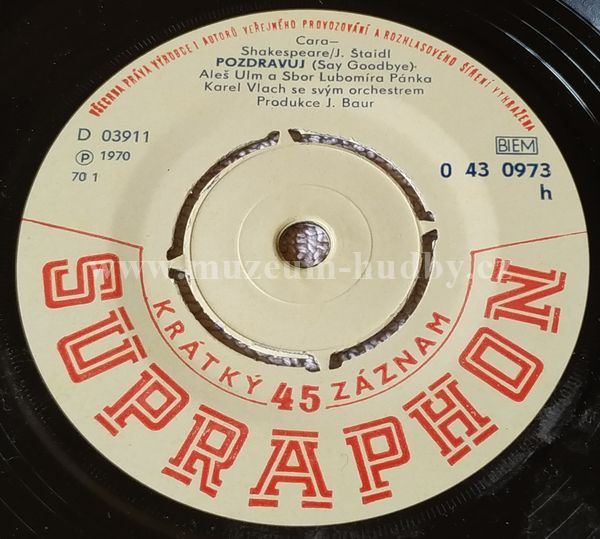 VŠECHNA PRÁVA VÝROBCE I AUTORŮ VEŘEJNÉHO PROVOZOVÁNÍ A ROZHLASOVÉHO ŠÍŘENÍ VYHRAZENA
Cara—
Shakespeare/J. Štaidl
POZDRAVUJ (Say Goodbye)
Aleš Ulm a Sbor Lubomíra Pánka
Karel Vlach se svým orchestrem
Produkce J. Baur
D 03911
Ⓟ 1970
70 1
BIEM
0 43 0973
h
www.muzeum-hudby.cz
KRÁTKÝ 45 ZÁZNAM
SUPRAPHON